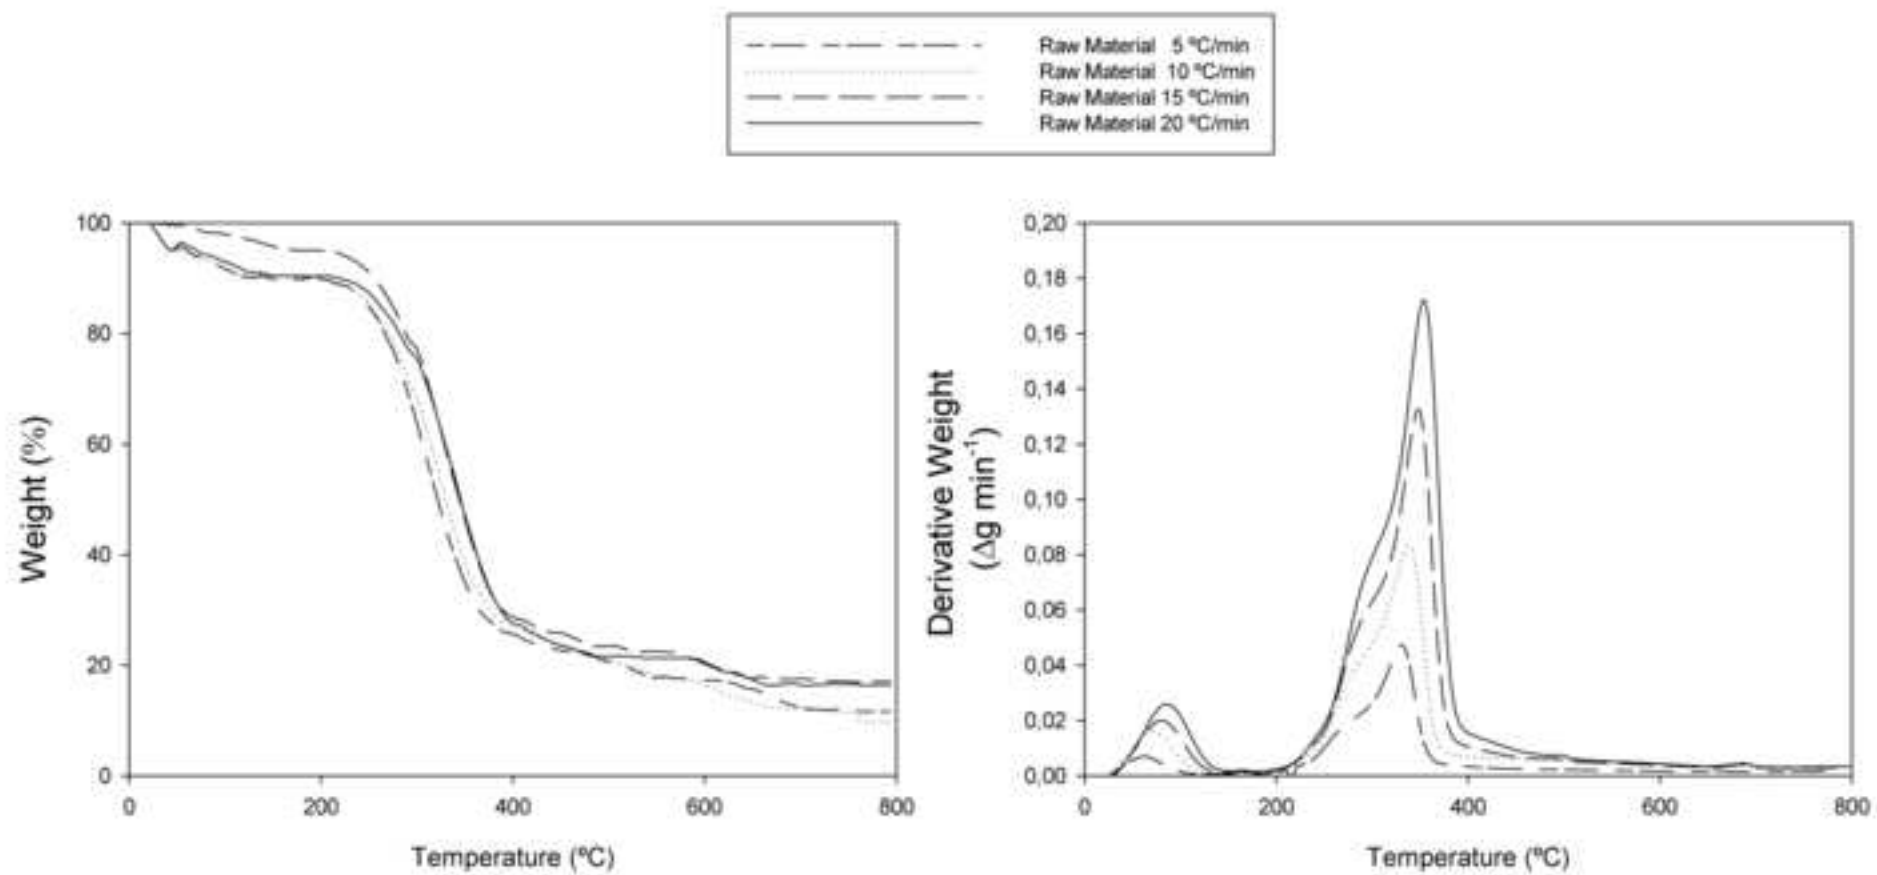 Raw Material 5 ºC/min
Raw Material 10 ºC/min
Raw Material 15 ºC/min
Raw Material 20 ºC/min
100
80
60
40
20
0
Weight (%)
0 200 400 600 800
Temperature (ºC)
0,20
0,18
0,16
0,14
0,12
0,10
0,08
0,06
0,04
0,02
0,00
Derivative Weight
(Δg min⁻¹)
0 200 400 600 800
Temperature (ºC)